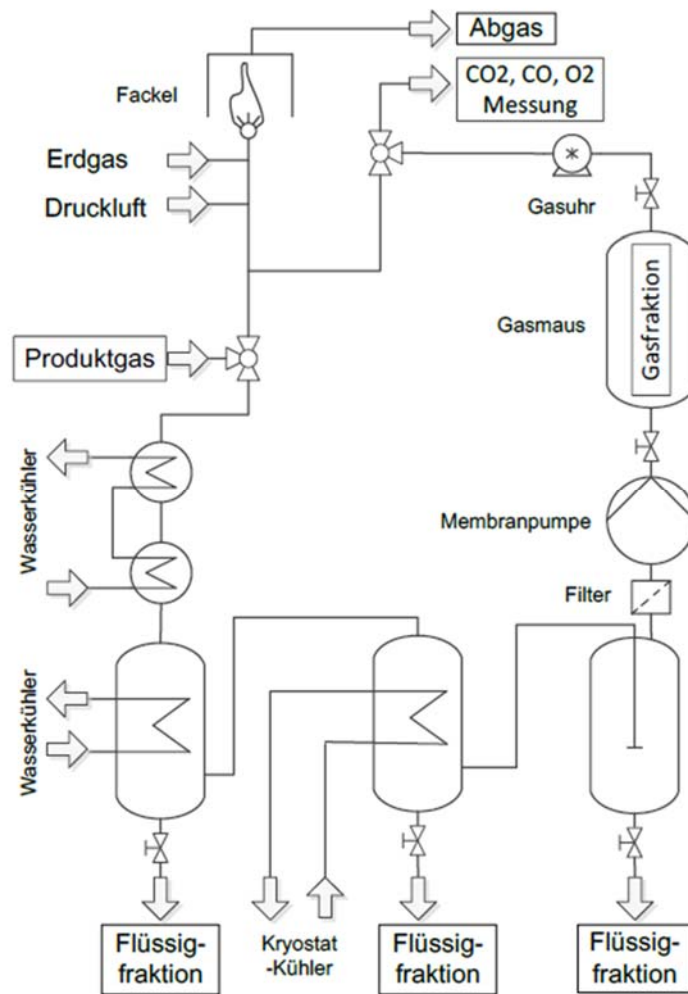 Abgas
Fackel
CO2, CO, O2
Messung
Erdgas
Druckluft
Gasuhr
Gasmaus
Gasfraktion
Produktgas
Wasserkühler
Membranpumpe
Filter
Wasserkühler
Flüssig-
fraktion
Kryostat
-Kühler
Flüssig-
fraktion
Flüssig-
fraktion